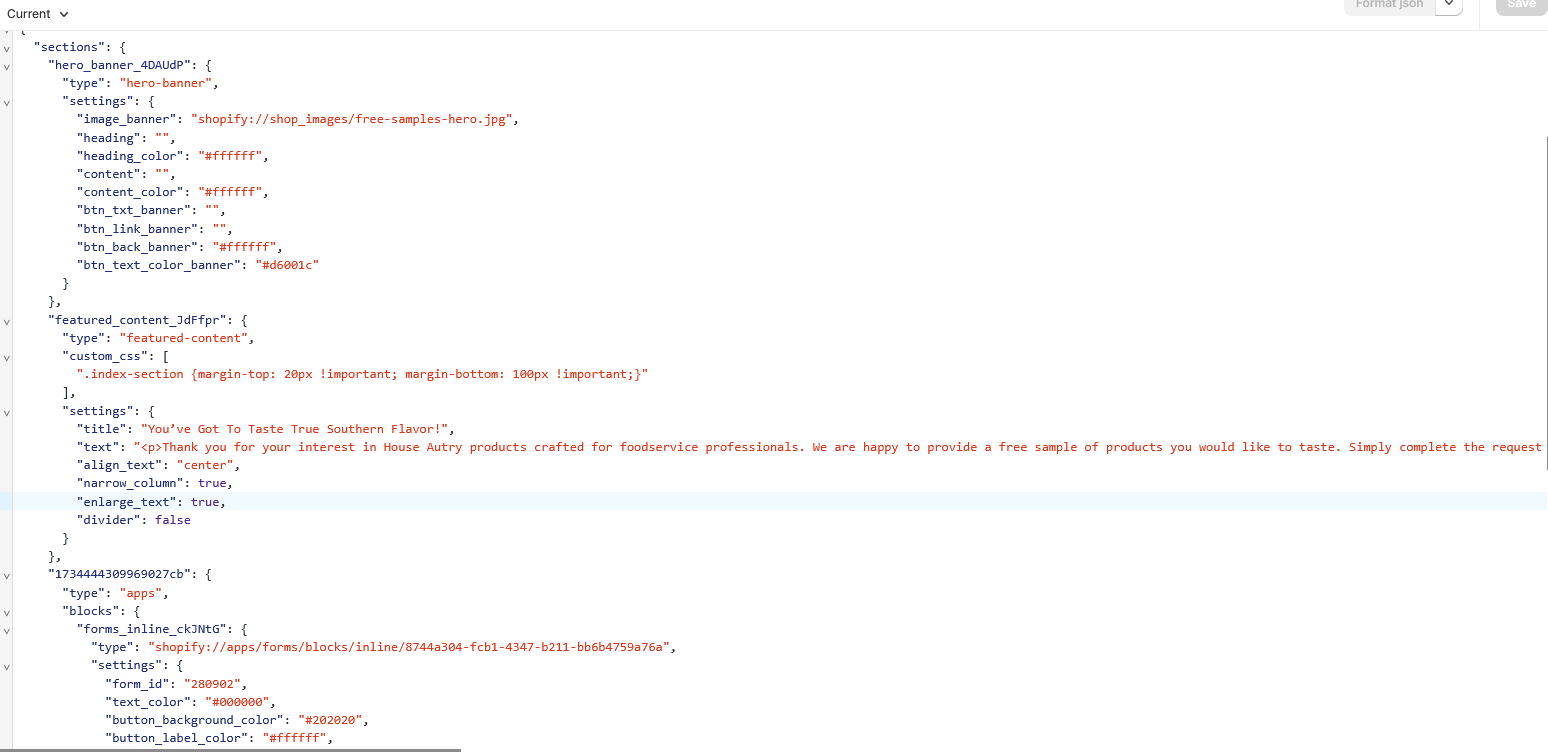 Current
Format json
Save
{
"sections": {
"hero_banner_4DAUdP": {
"type": "hero-banner",
"settings": {
"image_banner": "shopify://shop_images/free-samples-hero.jpg",
"heading": "",
"heading_color": "#ffffff",
"content": "",
"content_color": "#ffffff",
"btn_txt_banner": "",
"btn_link_banner": "",
"btn_back_banner": "#ffffff",
"btn_text_color_banner": "#d6001c"
}
},
"featured_content_JdFfpr": {
"type": "featured-content",
"custom_css": [
".index-section {margin-top: 20px !important; margin-bottom: 100px !important;}"
],
"settings": {
"title": "You’ve Got To Taste True Southern Flavor!",
"text": "<p>Thank you for your interest in House Autry products crafted for foodservice professionals. We are happy to provide a free sample of products you would like to taste. Simply complete the request
"align_text": "center",
"narrow_column": true,
"enlarge_text": true,
"divider": false
}
},
"1734444309969027cb": {
"type": "apps",
"blocks": {
"forms_inline_ckJNtG": {
"type": "shopify://apps/forms/blocks/inline/8744a304-fcb1-4347-b211-bb6b4759a76a",
"settings": {
"form_id": "280902",
"text_color": "#000000",
"button_background_color": "#202020",
"button_label_color": "#ffffff",